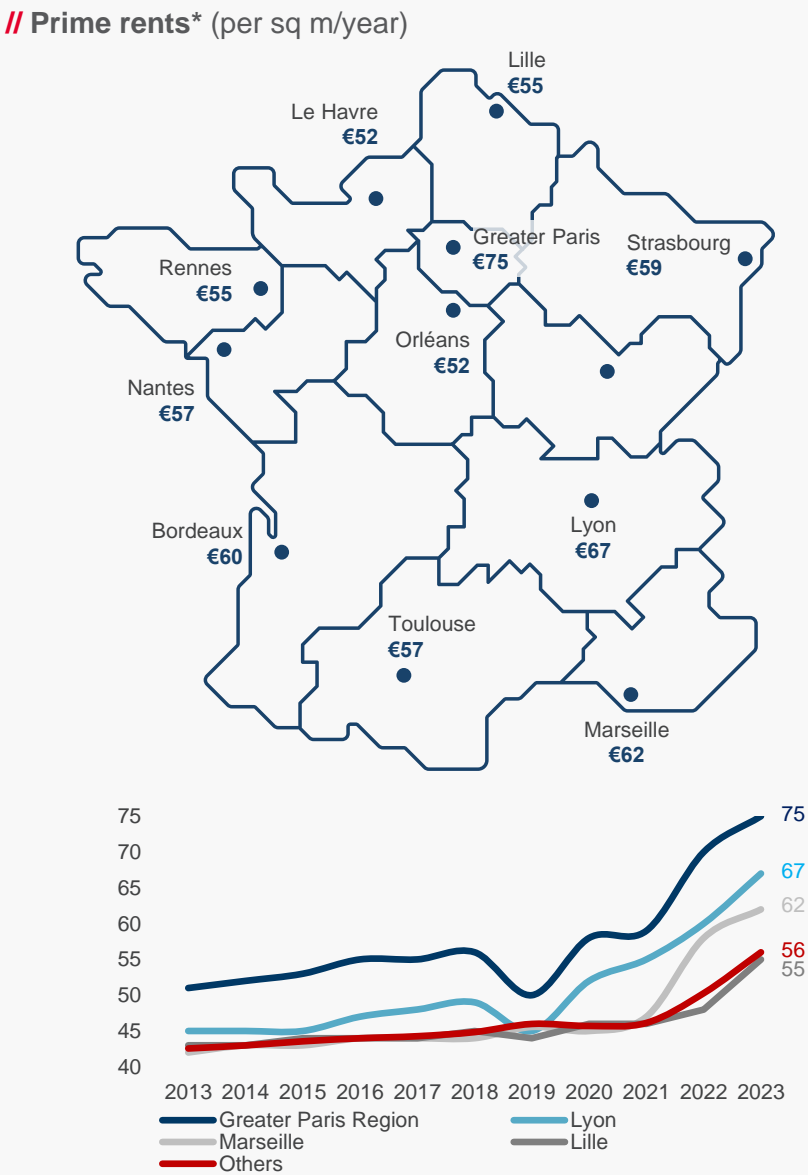 // Prime rents* (per sq m/year)
Lille
€55
Le Havre
€52
Greater Paris
€75
Strasbourg
€59
Rennes
€55
Orléans
€52
Nantes
€57
Bordeaux
€60
Lyon
€67
Toulouse
€57
Marseille
€62
75
70
65
60
55
50
45
40
75
67
62
56
55
2013 2014 2015 2016 2017 2018 2019 2020 2021 2022 2023
Greater Paris Region
Lyon
Marseille
Lille
Others